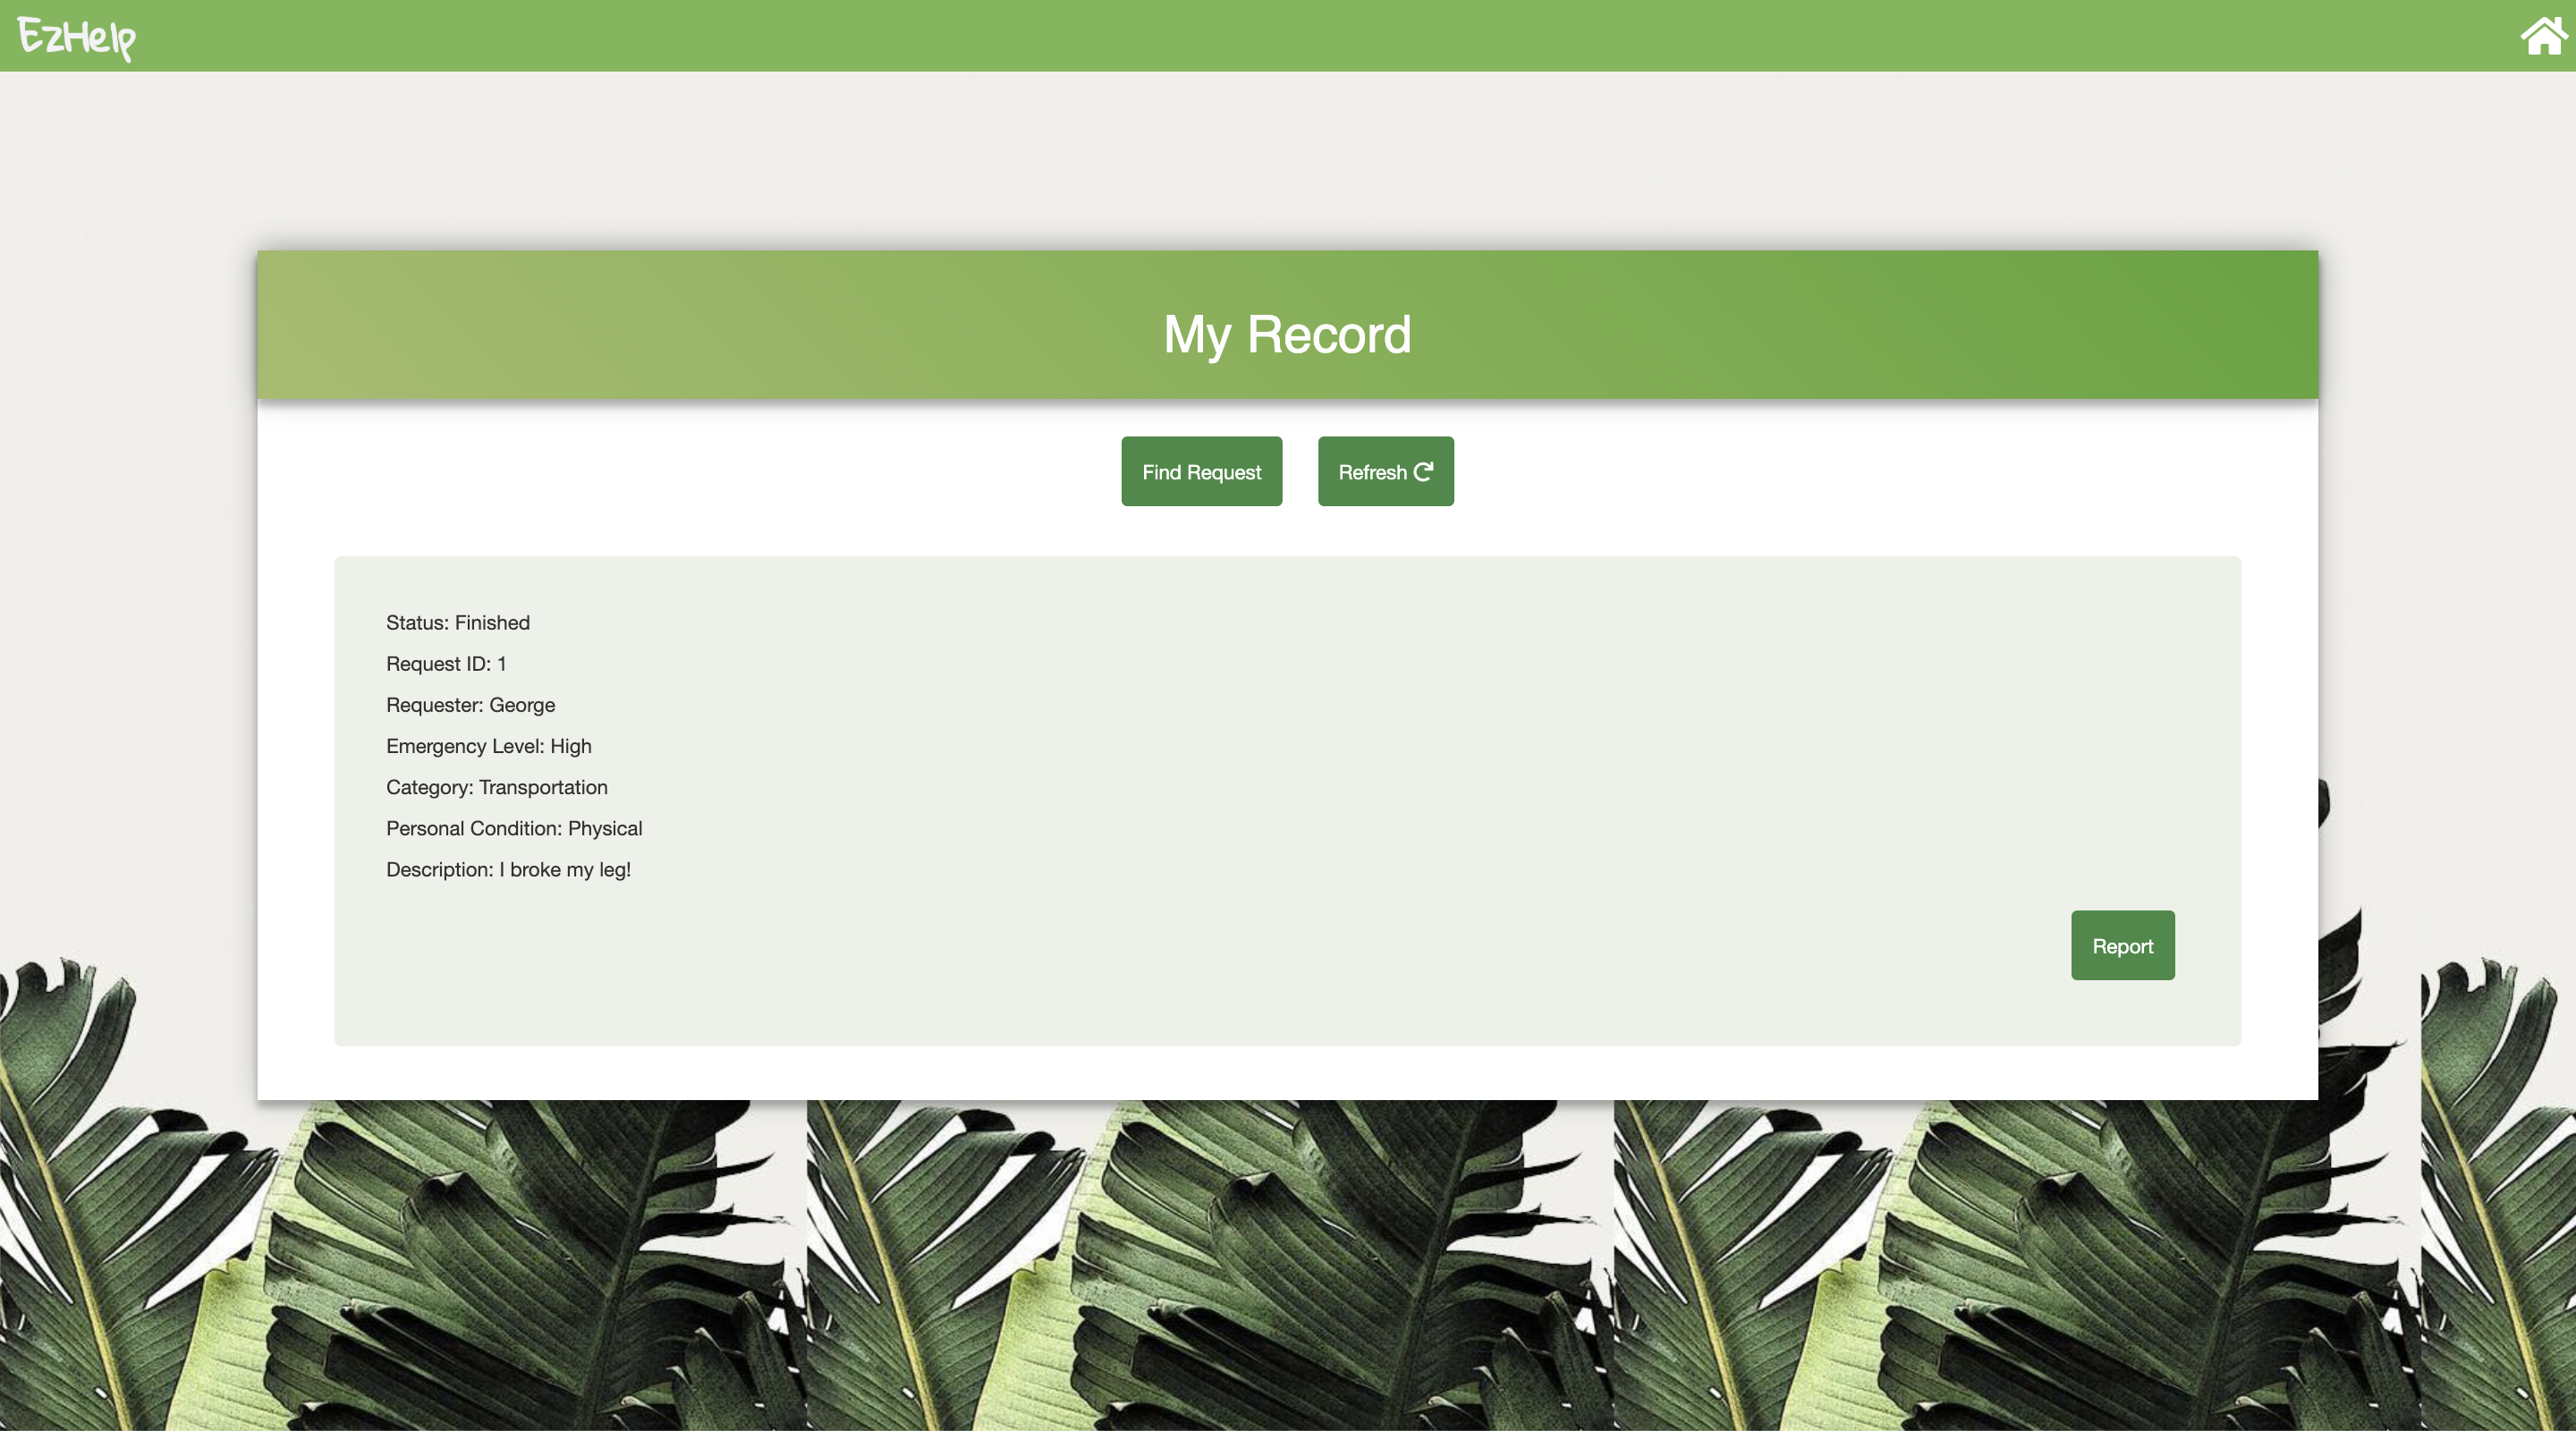 EzHelp
My Record
Find Request
Refresh
Status: Finished
Request ID: 1
Requester: George
Emergency Level: High
Category: Transportation
Personal Condition: Physical
Description: I broke my leg!
Report